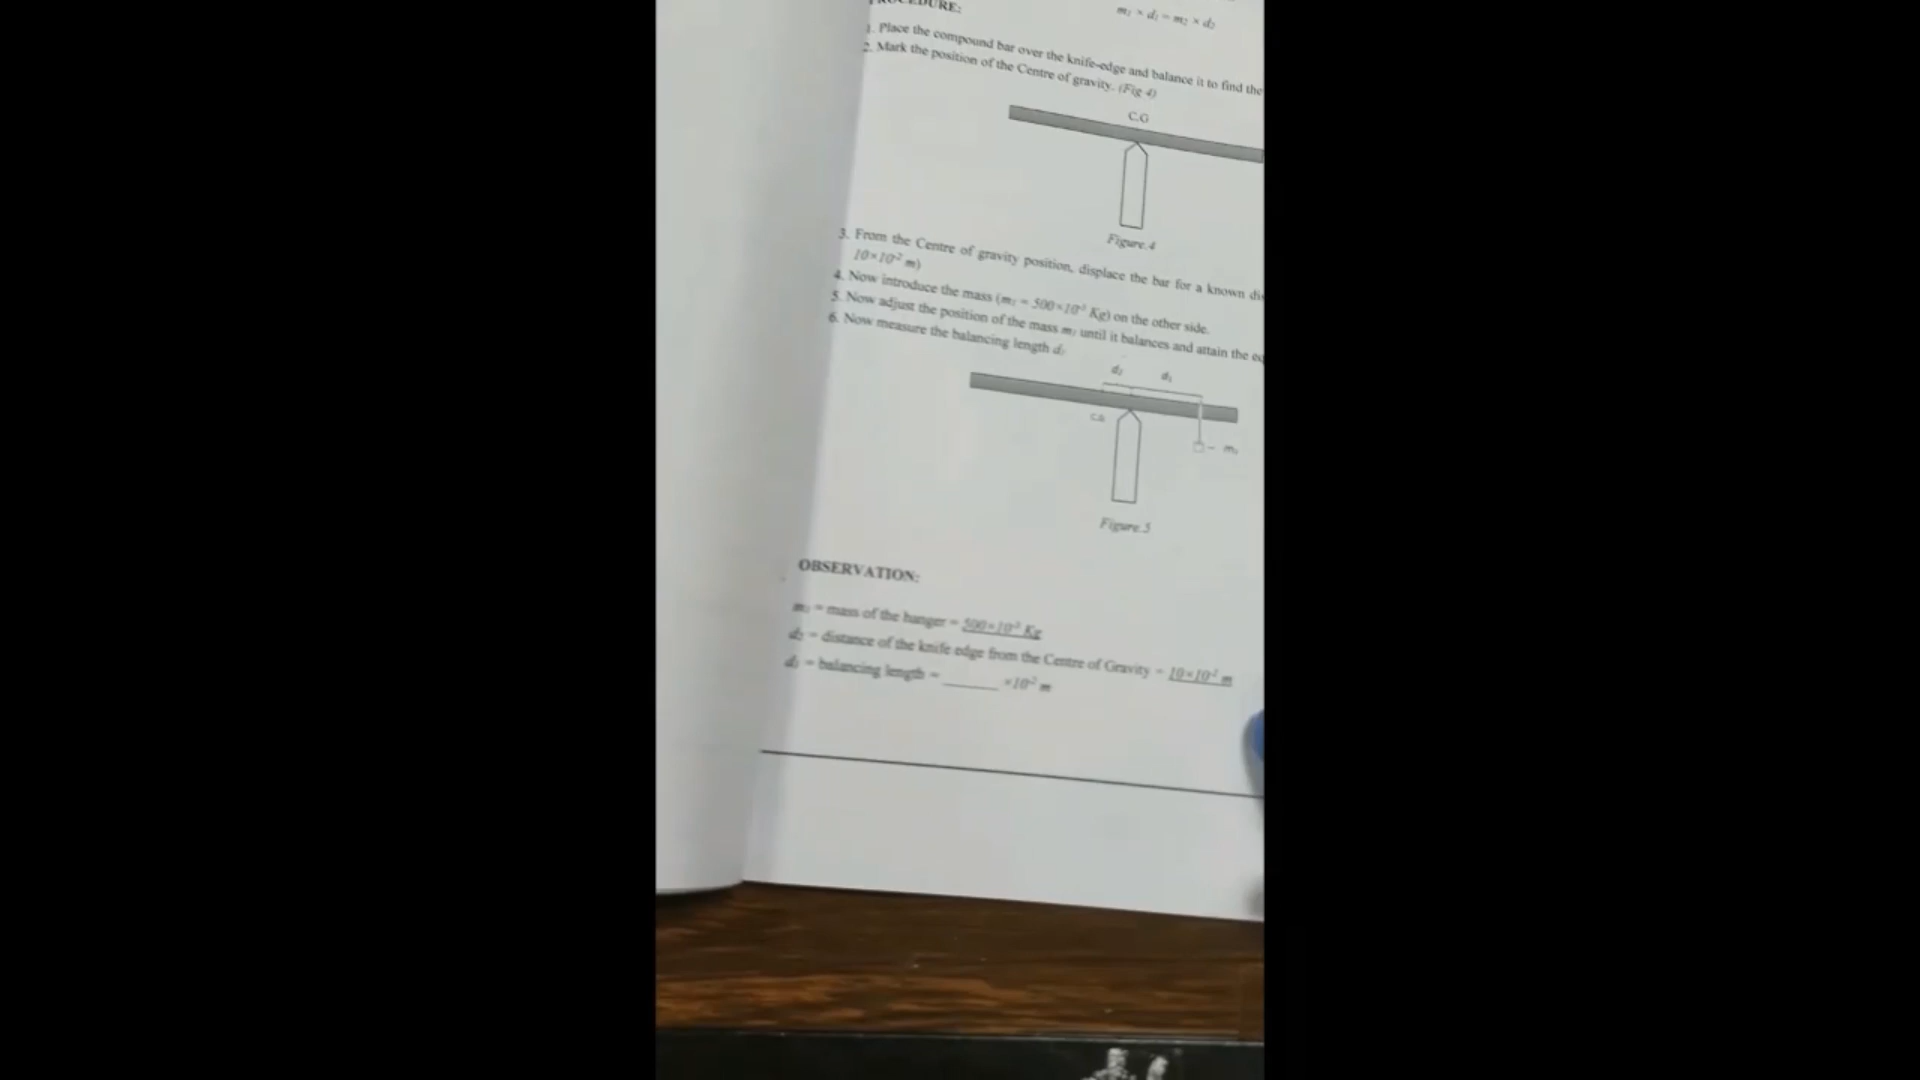 PROCEDURE:
m₁ × d₁ = m₂ × d₂
1. Place the compound bar over the knife-edge and balance it to find the
2. Mark the position of the Centre of gravity. (Fig 4)
C.G
Figure.4
3. From the Centre of gravity position, displace the bar for a known
10×10⁻² m)
4. Now introduce the mass (m₁ = 500×10⁻³ Kg) on the other side.
5. Now adjust the position of the mass m₁ until it balances and attain the
6. Now measure the balancing length d₁
d₂ d₁
C.G
m₁
Figure.5
OBSERVATION:
m₁ = mass of the hanger = 500×10⁻³ Kg
d₂ = distance of the knife edge from the Centre of Gravity = 10×10⁻² m
d₁ = balancing length = ______ ×10⁻² m